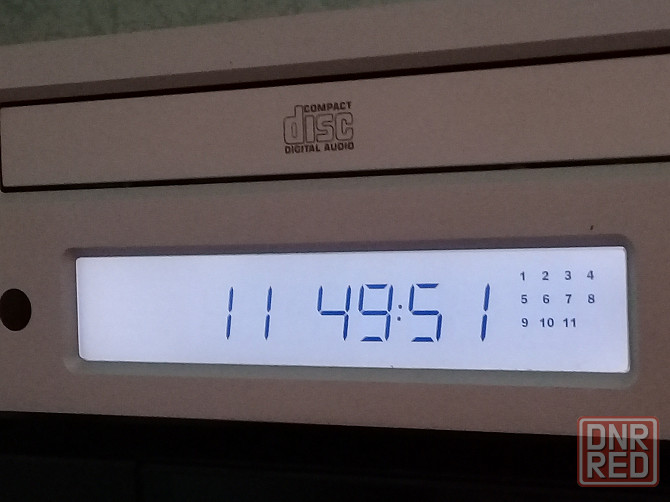 COMPACT
disc
DIGITAL AUDIO
11 49:51
1 2 3 4
5 6 7 8
9 10 11
DNR
RED